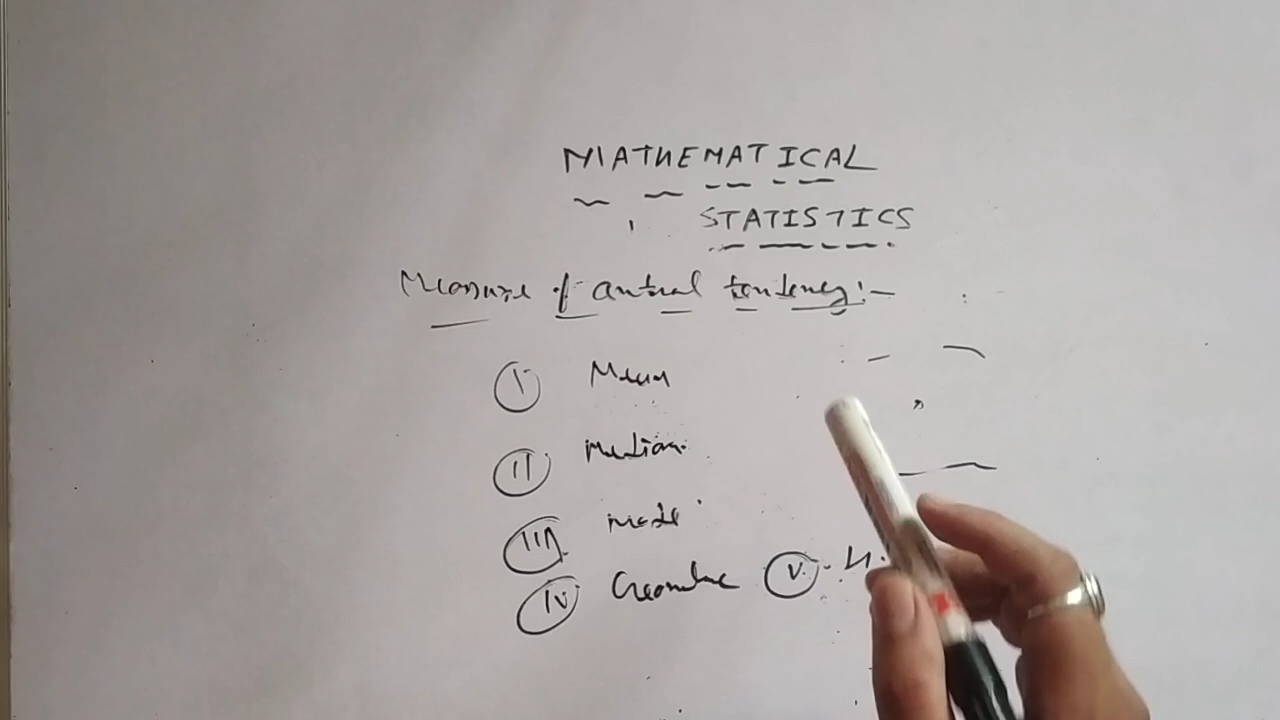 MATHEMATICAL
STATISTICS
Measure of central tendency:-
I Mean
II Median
III Mode
IV Geometric V. H.